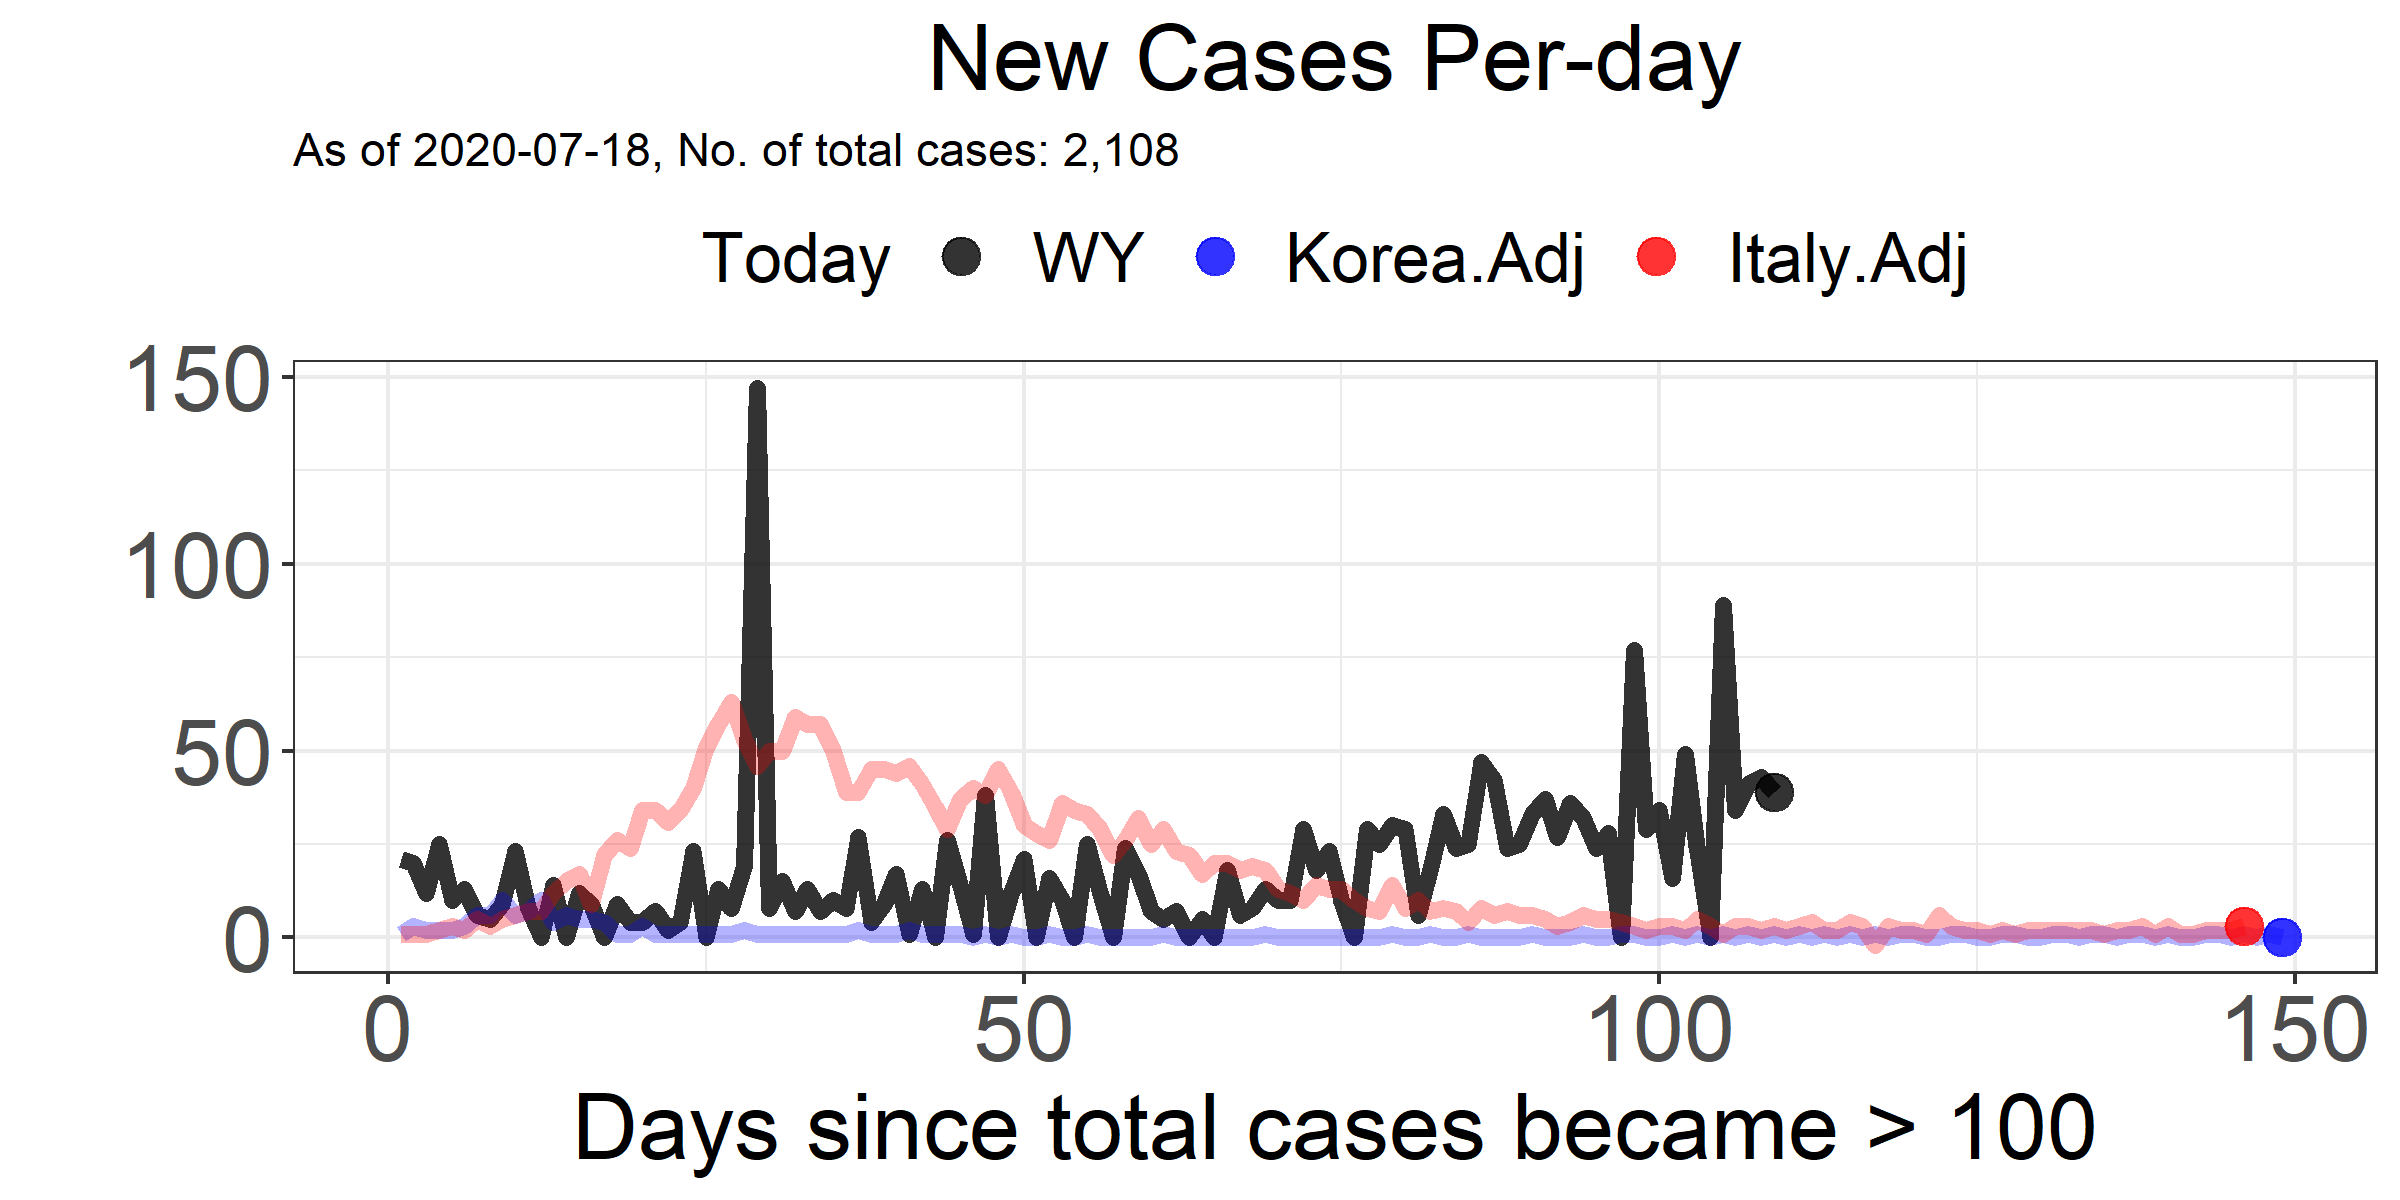 New Cases Per-day
As of 2020-07-18, No. of total cases: 2,108
Today WY Korea.Adj Italy.Adj
150
100
50
0
0 50 100 150
Days since total cases became > 100